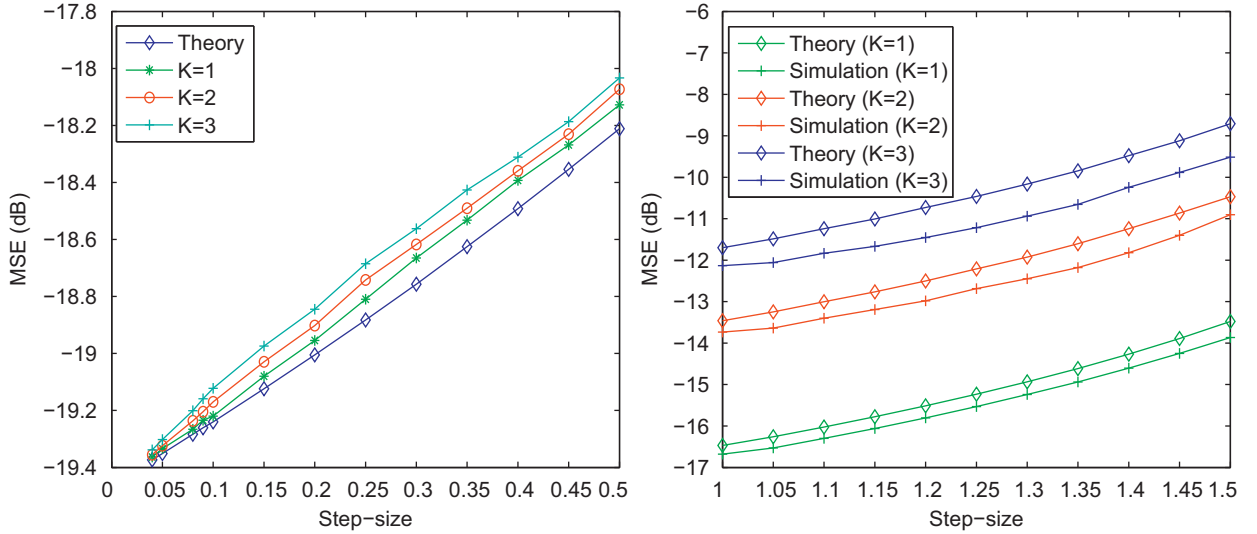 −17.8
−18
−18.2
−18.4
−18.6
−18.8
−19
−19.2
−19.4
MSE (dB)
Theory
K=1
K=2
K=3
0 0.05 0.1 0.15 0.2 0.25 0.3 0.35 0.4 0.45 0.5
Step−size
−6
−7
−8
−9
−10
−11
−12
−13
−14
−15
−16
−17
MSE (dB)
Theory (K=1)
Simulation (K=1)
Theory (K=2)
Simulation (K=2)
Theory (K=3)
Simulation (K=3)
1 1.05 1.1 1.15 1.2 1.25 1.3 1.35 1.4 1.45 1.5
Step−size